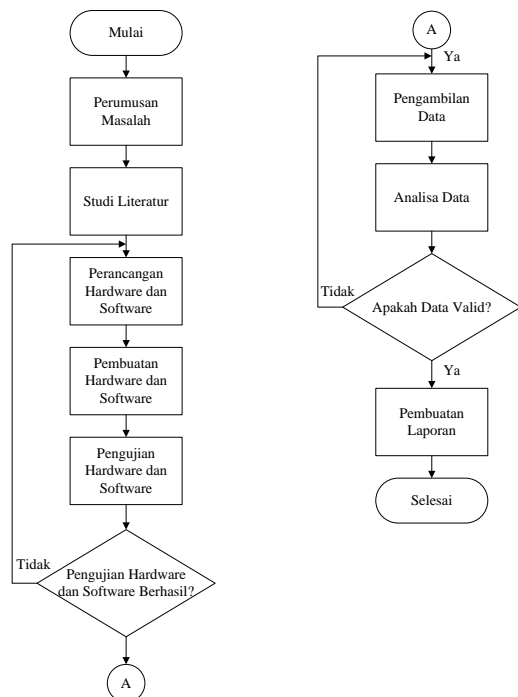 Mulai
Perumusan
Masalah
Studi Literatur
Perancangan
Hardware dan
Software
Pembuatan
Hardware dan
Software
Pengujian
Hardware dan
Software
Tidak
Pengujian Hardware
dan Software Berhasil?
A
A
Ya
Pengambilan
Data
Analisa Data
Tidak
Apakah Data Valid?
Ya
Pembuatan
Laporan
Selesai